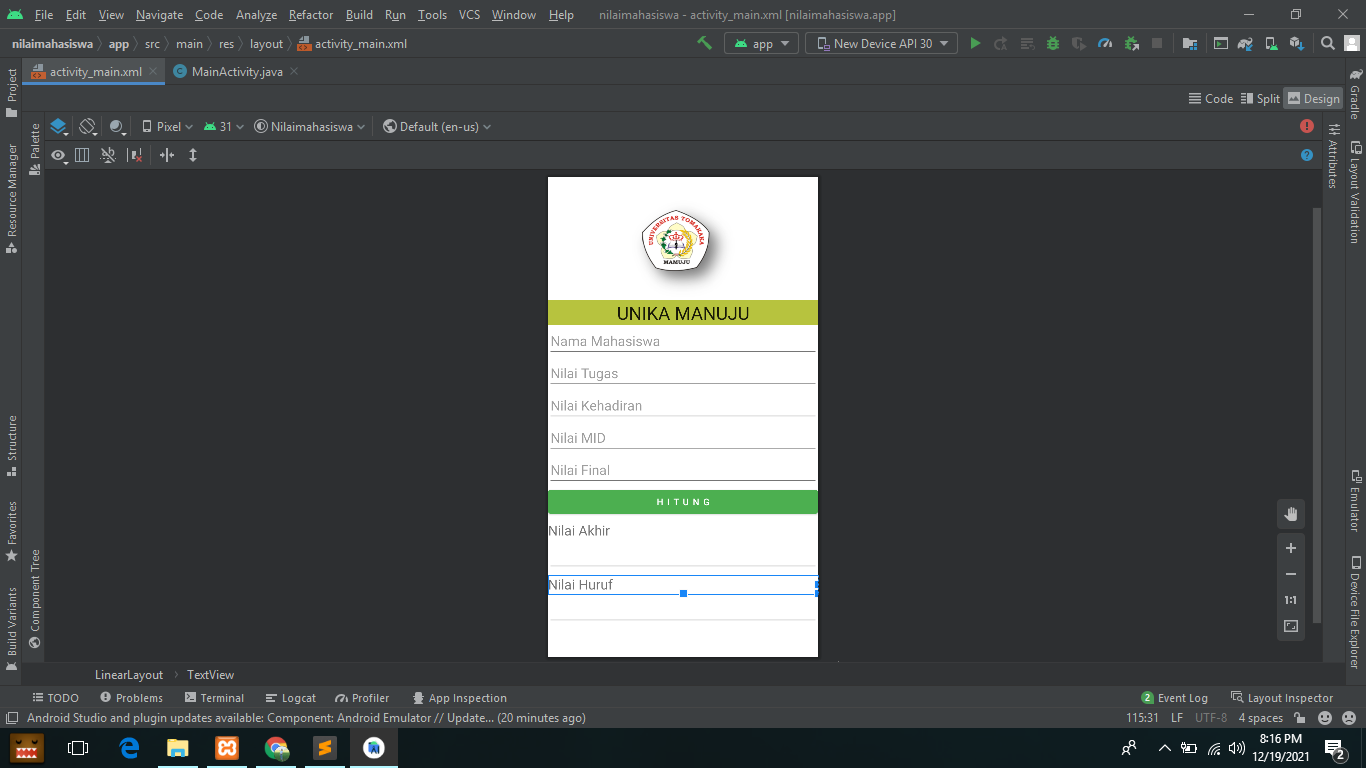 File Edit View Navigate Code Analyze Refactor Build Run Tools VCS Window Help nilaimahasiswa - activity_main.xml [nilaimahasiswa.app]
nilaimahasiswa app src main res layout activity_main.xml app New Device API 30
activity_main.xml MainActivity.java
Code Split Design
Pixel 31 Nilaimahasiswa Default (en-us)
Project
Resource Manager
Structure
Favorites
Build Variants
Palette
Component Tree
UNIVERSITAS TOMAKAKA
MAMUJU
UNIKA MANUJU
Nama Mahasiswa
Nilai Tugas
Nilai Kehadiran
Nilai MID
Nilai Final
HITUNG
Nilai Akhir
Nilai Huruf
1:1
Attributes
Gradle
Layout Validation
Emulator
Device File Explorer
LinearLayout TextView
TODO Problems Terminal Logcat Profiler App Inspection 2 Event Log Layout Inspector
Android Studio and plugin updates available: Component: Android Emulator // Update... (20 minutes ago) 115:31 LF UTF-8 4 spaces
8:16 PM
12/19/2021
2